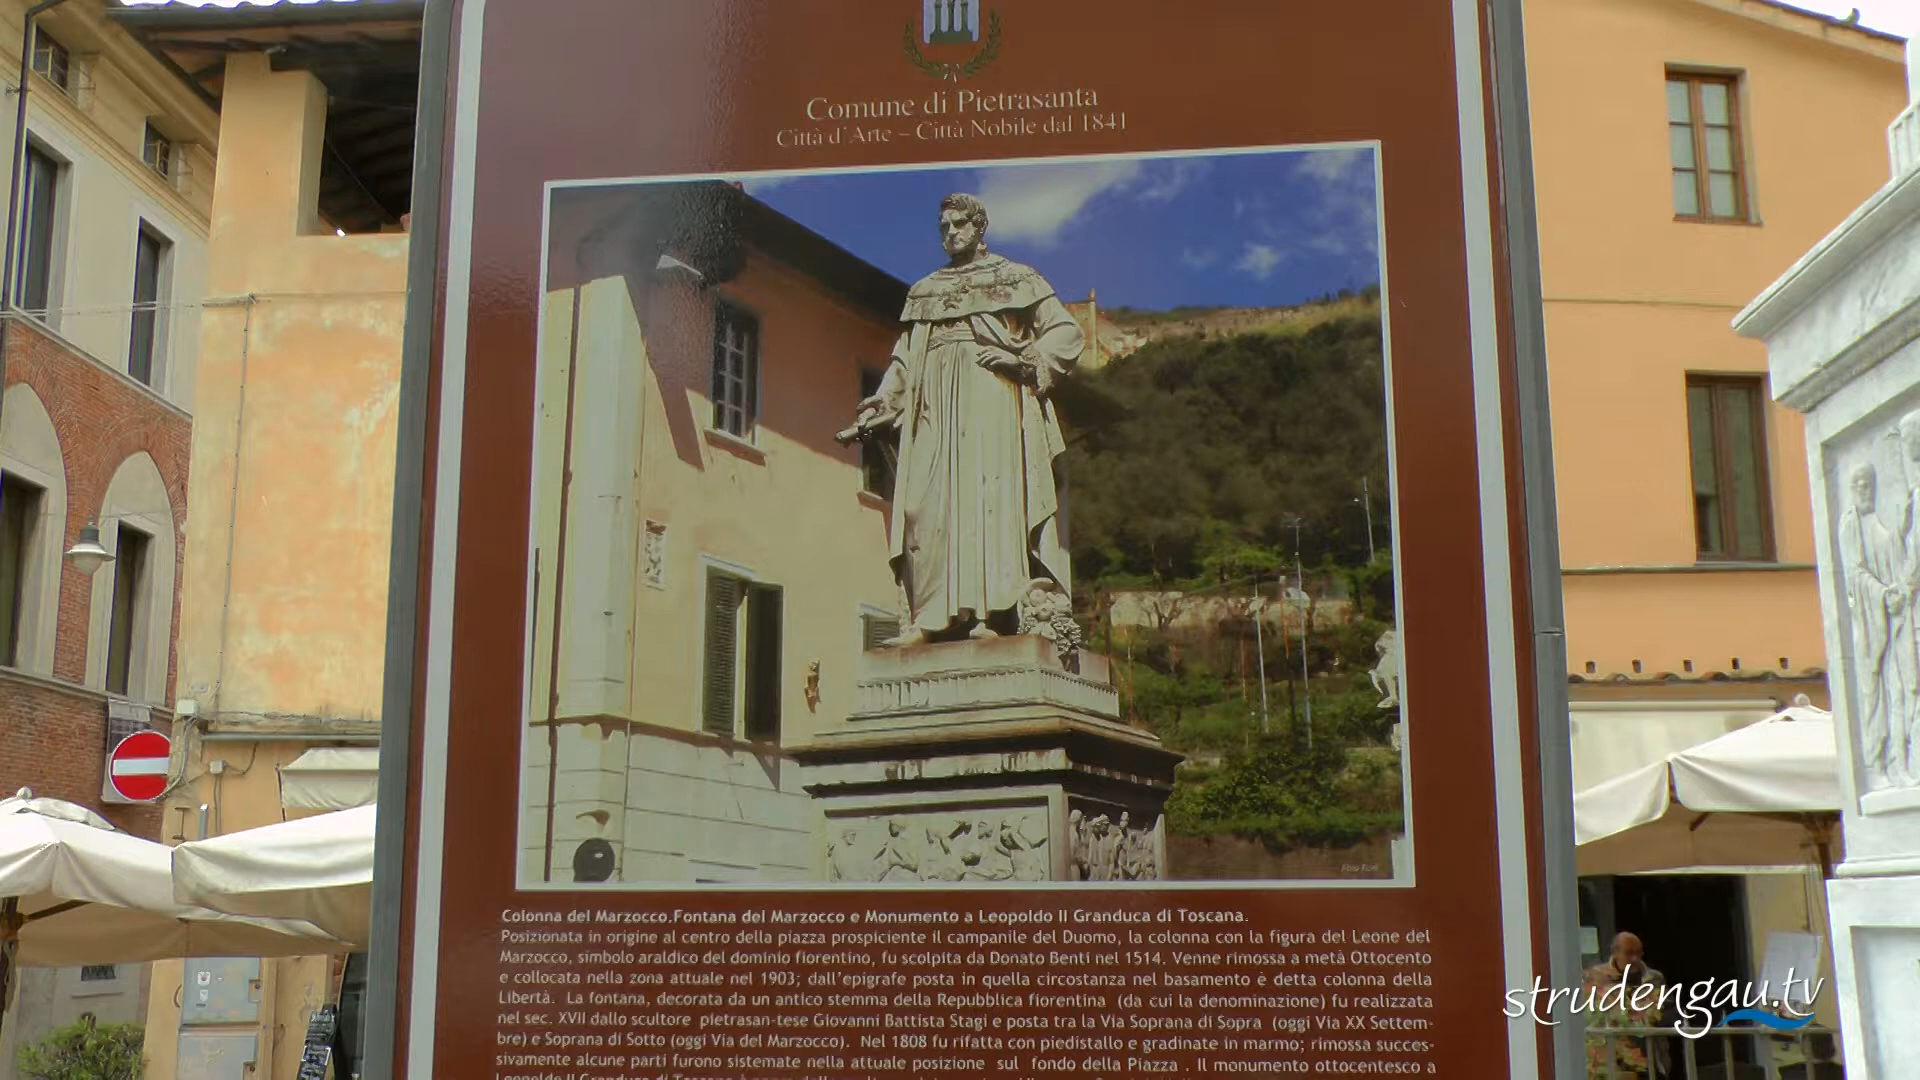 Comune di Pietrasanta
Città d'Arte – Città Nobile dal 1841
Colonna del Marzocco.Fontana del Marzocco e Monumento a Leopoldo II Granduca di Toscana.
Posizionata in origine al centro della piazza prospiciente il campanile del Duomo, la colonna con la figura del Leone del
Marzocco, simbolo araldico del dominio fiorentino, fu scolpita da Donato Benti nel 1514. Venne rimossa a metà Ottocento
e collocata nella zona attuale nel 1903; dall'epigrafe posta in quella circostanza nel basamento è detta colonna della
Libertà. La fontana, decorata da un antico stemma della Repubblica fiorentina (da cui la denominazione) fu realizzata
nel sec. XVII dallo scultore pietrasan-tese Giovanni Battista Stagi e posta tra la Via Soprana di Sopra (oggi Via XX Settem-
bre) e Soprana di Sotto (oggi Via del Marzocco). Nel 1808 fu rifatta con piedistallo e gradinate in marmo; rimossa succes-
sivamente alcune parti furono sistemate nella attuale posizione sul fondo della Piazza . Il monumento ottocentesco a
Leopoldo II Granduca di Toscana
strudengau.tv